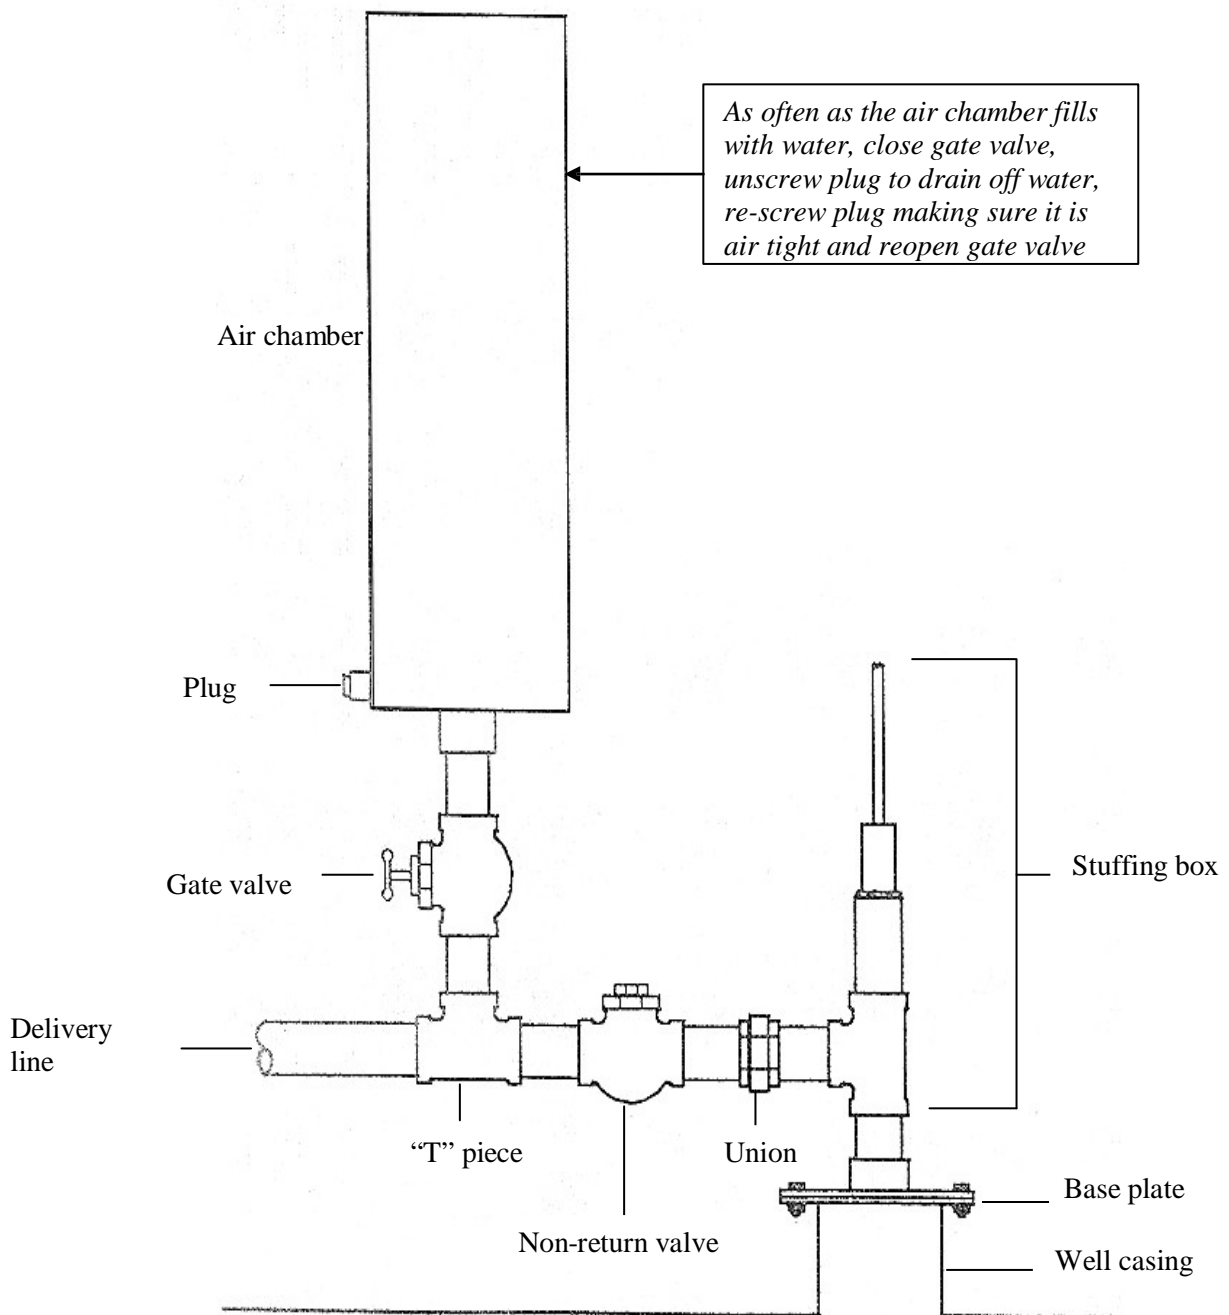 As often as the air chamber fills
with water, close gate valve,
unscrew plug to drain off water,
re-screw plug making sure it is
air tight and reopen gate valve
Air chamber
Plug
Gate valve
Stuffing box
Delivery
line
“T” piece
Union
Base plate
Non-return valve
Well casing